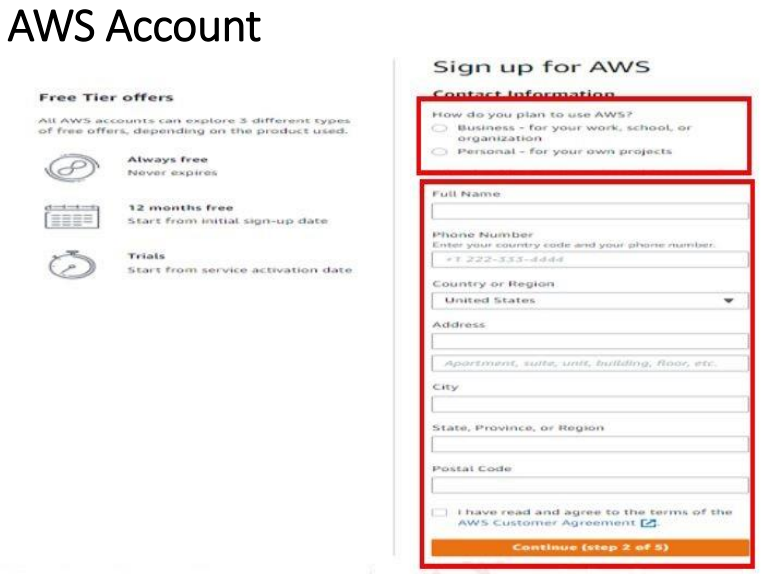 AWS Account
Free Tier offers
All AWS accounts can explore 3 different types
of free offers, depending on the product used.
Always free
Never expires
12 months free
Start from initial sign-up date
Trials
Start from service activation date
Sign up for AWS
Contact Information
How do you plan to use AWS?
Business - for your work, school, or
organization
Personal - for your own projects
Full Name
Phone Number
Enter your country code and your phone number.
+1 222-333-4444
Country or Region
United States
Address
Apartment, suite, unit, building, floor, etc.
City
State, Province, or Region
Postal Code
I have read and agree to the terms of the
AWS Customer Agreement
Continue (step 2 of 5)